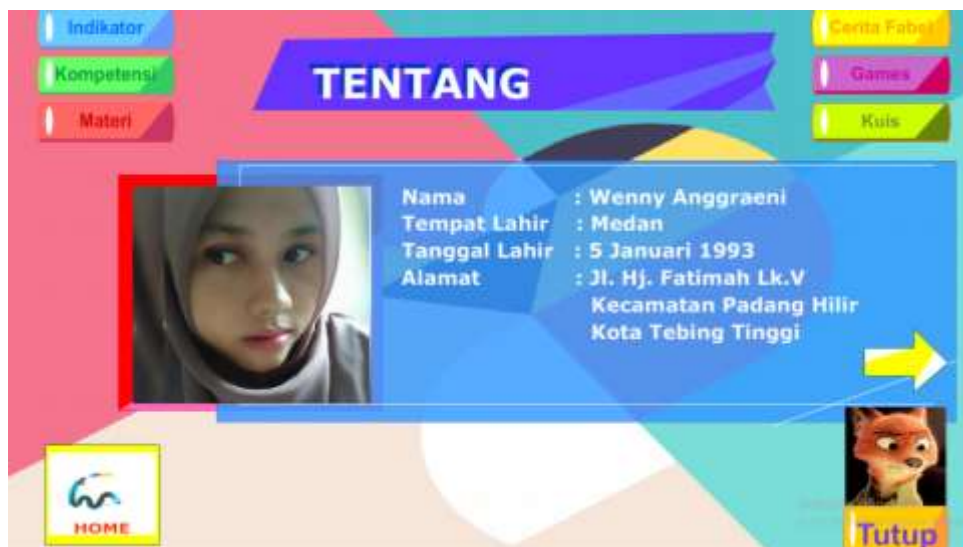 Indikator
Kompetensi
Materi
TENTANG
Cerita Fabel
Games
Kuis
Nama : Wenny Anggraeni
Tempat Lahir : Medan
Tanggal Lahir : 5 Januari 1993
Alamat : Jl. Hj. Fatimah Lk.V
Kecamatan Padang Hilir
Kota Tebing Tinggi
HOME
Tutup